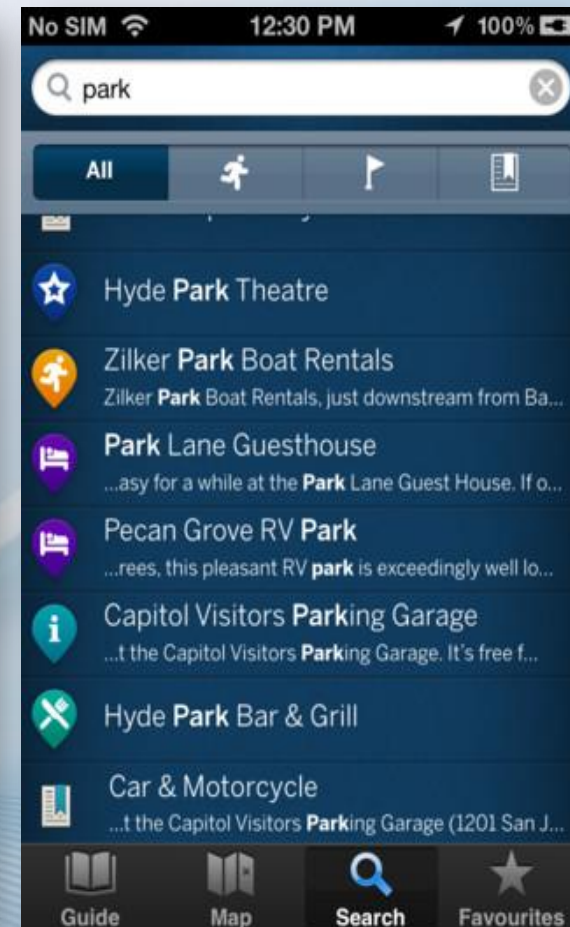 No SIM 12:30 PM 100%
park
All
Hyde Park Theatre
Zilker Park Boat Rentals
Zilker Park Boat Rentals, just downstream from Ba...
Park Lane Guesthouse
...asy for a while at the Park Lane Guest House. If o...
Pecan Grove RV Park
...rees, this pleasant RV park is exceedingly well lo...
Capitol Visitors Parking Garage
...t the Capitol Visitors Parking Garage. It's free f...
Hyde Park Bar & Grill
Car & Motorcycle
...t the Capitol Visitors Parking Garage (1201 San J...
Guide Map Search Favourites